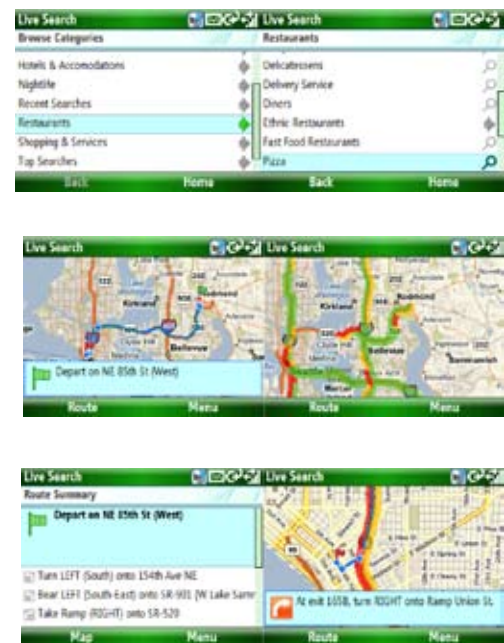 Live Search
Browse Categories
Hotels & Accomodations
Nightlife
Recent Searches
Restaurants
Shopping & Services
Top Searches
Back
Home
Live Search
Restaurants
Delicatessens
Delivery Service
Diners
Ethnic Restaurants
Fast Food Restaurants
Pizza
Back
Home
Live Search
Kirkland
Redmond
Bellevue
Depart on NE 85th St (West)
Route
Menu
Live Search
Kirkland
Redmond
Bellevue
Sammamish
Route
Menu
Live Search
Route Summary
Depart on NE 85th St (West)
Turn LEFT (South) onto 154th Ave NE
Bear LEFT (South-East) onto SR-901 (W Lake Samm
Take Ramp (RIGHT) onto SR-520
Map
Menu
Live Search
At exit 165B, turn RIGHT onto Ramp Union St.
Route
Menu